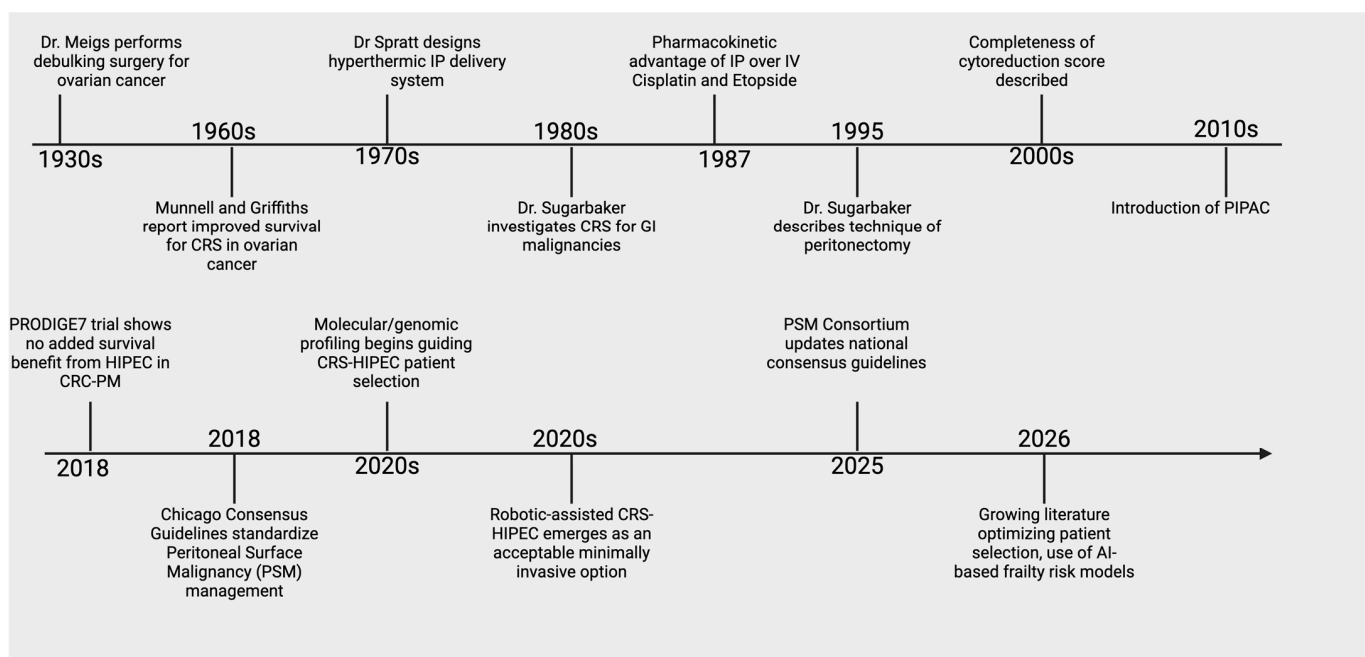 Dr. Meigs performs
debulking surgery for
ovarian cancer
1930s
1960s
Munnell and Griffiths
report improved survival
for CRS in ovarian
cancer
Dr Spratt designs
hyperthermic IP delivery
system
1970s
1980s
Dr. Sugarbaker
investigates CRS for GI
malignancies
Pharmacokinetic
advantage of IP over IV
Cisplatin and Etopside
1987
1995
Dr. Sugarbaker
describes technique of
peritonectomy
Completeness of
cytoreduction score
described
2000s
2010s
Introduction of PIPAC
PRODIGE7 trial shows
no added survival
benefit from HIPEC in
CRC-PM
2018
2018
Chicago Consensus
Guidelines standardize
Peritoneal Surface
Malignancy (PSM)
management
Molecular/genomic
profiling begins guiding
CRS-HIPEC patient
selection
2020s
2020s
Robotic-assisted CRS-
HIPEC emerges as an
acceptable minimally
invasive option
PSM Consortium
updates national
consensus guidelines
2025
2026
Growing literature
optimizing patient
selection, use of AI-
based frailty risk models